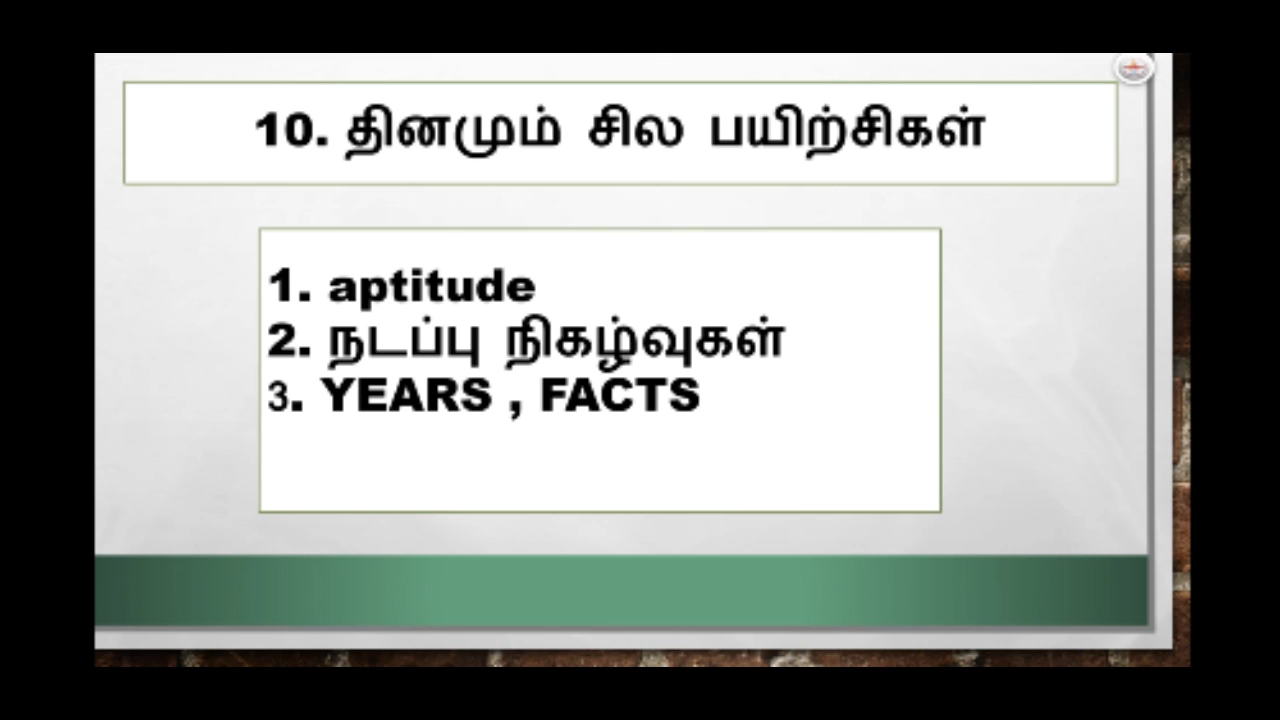 10. தினமும் சில பயிற்சிகள்
1. aptitude
2. நடப்பு நிகழ்வுகள்
3. YEARS , FACTS